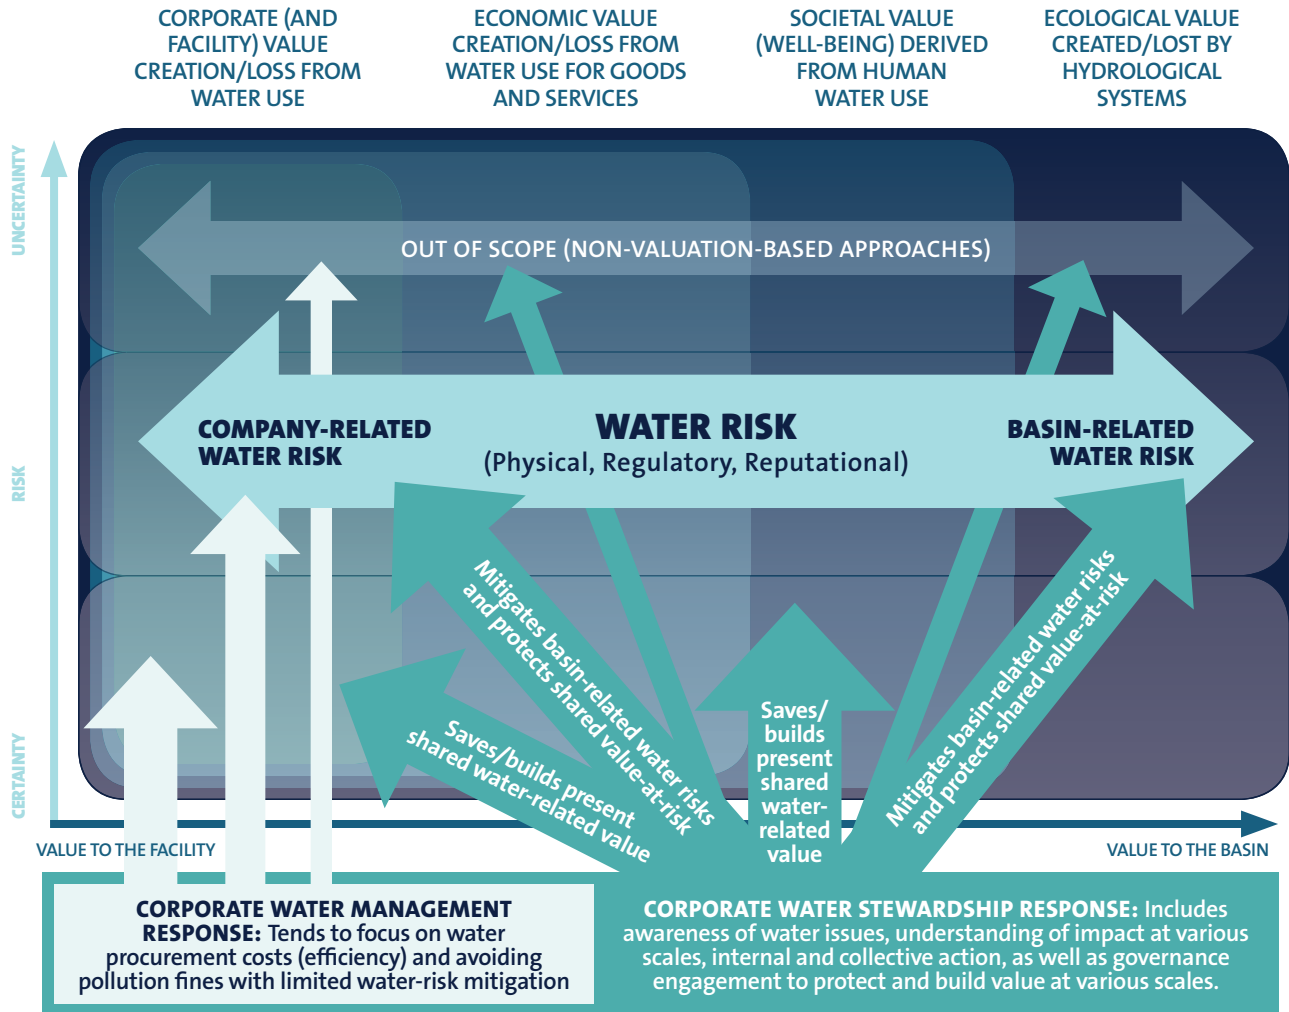 CORPORATE (AND
FACILITY) VALUE
CREATION/LOSS FROM
WATER USE
ECONOMIC VALUE
CREATION/LOSS FROM
WATER USE FOR GOODS
AND SERVICES
SOCIETAL VALUE
(WELL-BEING) DERIVED
FROM HUMAN
WATER USE
ECOLOGICAL VALUE
CREATED/LOST BY
HYDROLOGICAL
SYSTEMS
UNCERTAINTY
RISK
CERTAINTY
OUT OF SCOPE (NON-VALUATION-BASED APPROACHES)
COMPANY-RELATED
WATER RISK
WATER RISK
(Physical, Regulatory, Reputational)
BASIN-RELATED
WATER RISK
Saves/builds present
shared water-related value
Mitigates basin-related water risks
and protects shared value-at-risk
Saves/
builds
present
shared
water-
related
value
Mitigates basin-related water risks
and protects shared value-at-risk
VALUE TO THE FACILITY
VALUE TO THE BASIN
CORPORATE WATER MANAGEMENT
RESPONSE: Tends to focus on water
procurement costs (efficiency) and avoiding
pollution fines with limited water-risk mitigation
CORPORATE WATER STEWARDSHIP RESPONSE: Includes
awareness of water issues, understanding of impact at various
scales, internal and collective action, as well as governance
engagement to protect and build value at various scales.